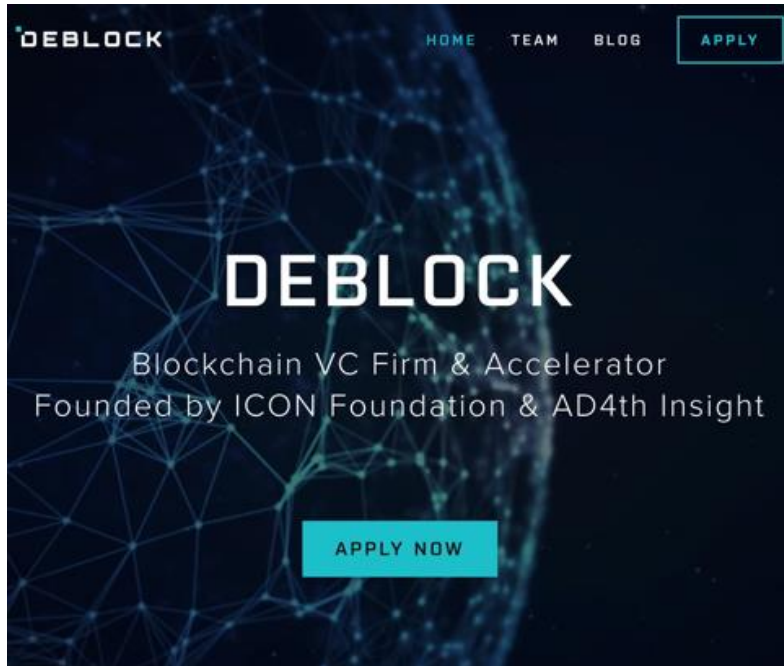 DEBLOCK
HOME TEAM BLOG APPLY
DEBLOCK
Blockchain VC Firm & Accelerator
Founded by ICON Foundation & AD4th Insight
APPLY NOW